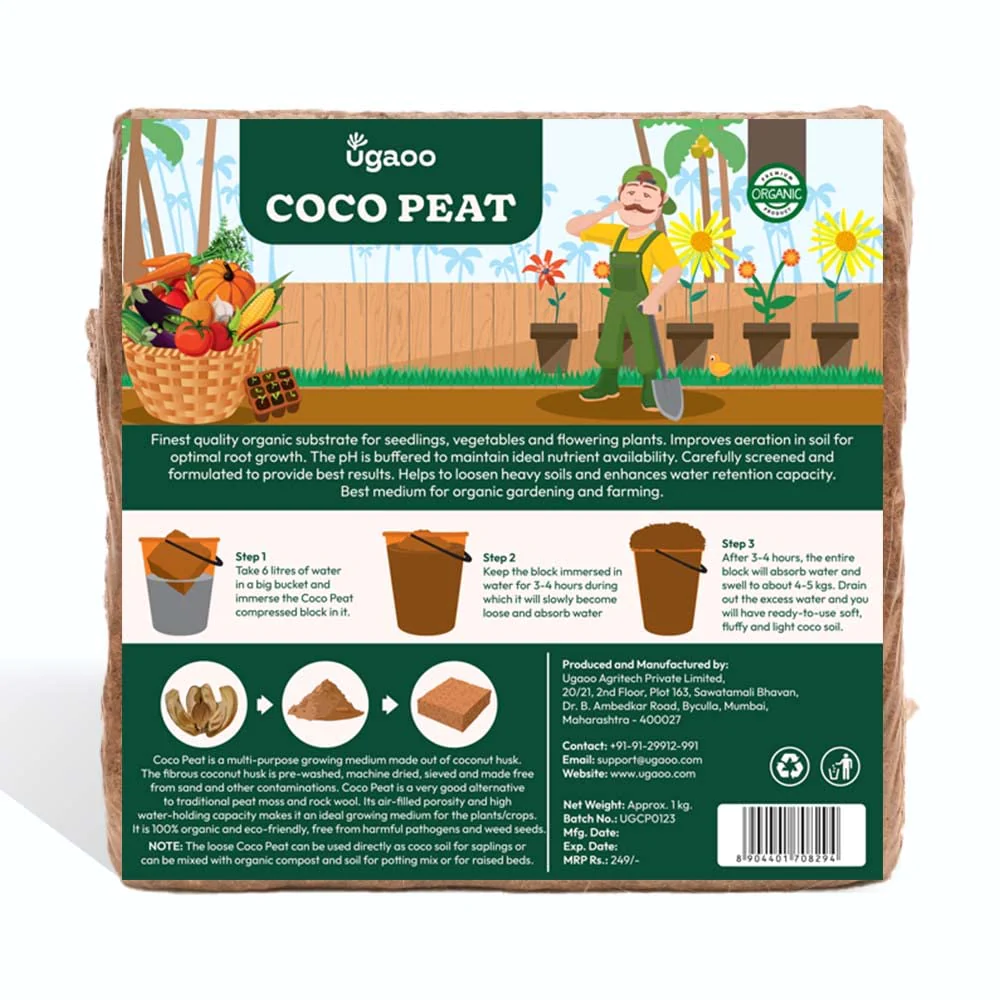 ugaoo
COCO PEAT
PREMIUM
ORGANIC
PRODUCT
Finest quality organic substrate for seedlings, vegetables and flowering plants. Improves aeration in soil for
optimal root growth. The pH is buffered to maintain ideal nutrient availability. Carefully screened and
formulated to provide best results. Helps to loosen heavy soils and enhances water retention capacity.
Best medium for organic gardening and farming.
Step 1
Take 6 litres of water
in a big bucket and
immerse the Coco Peat
compressed block in it.
Step 2
Keep the block immersed in
water for 3-4 hours during
which it will slowly become
loose and absorb water
Step 3
After 3-4 hours, the entire
block will absorb water and
swell to about 4-5 kgs. Drain
out the excess water and you
will have ready-to-use soft,
fluffy and light coco soil.
Coco Peat is a multi-purpose growing medium made out of coconut husk.
The fibrous coconut husk is pre-washed, machine dried, sieved and made free
from sand and other contaminations. Coco Peat is a very good alternative
to traditional peat moss and rock wool. Its air-filled porosity and high
water-holding capacity makes it an ideal growing medium for the plants/crops.
It is 100% organic and eco-friendly, free from harmful pathogens and weed seeds.
NOTE: The loose Coco Peat can be used directly as coco soil for saplings or
can be mixed with organic compost and soil for potting mix or for raised beds.
Produced and Manufactured by:
Ugaoo Agritech Private Limited,
20/21, 2nd Floor, Plot 163, Sawatamali Bhavan,
Dr. B. Ambedkar Road, Byculla, Mumbai,
Maharashtra - 400027
Contact: +91-91-29912-991
Email: support@ugaoo.com
Website: www.ugaoo.com
Net Weight: Approx. 1 kg.
Batch No.: UGCP0123
Mfg. Date:
Exp. Date:
MRP Rs.: 249/-
8 904401 708294